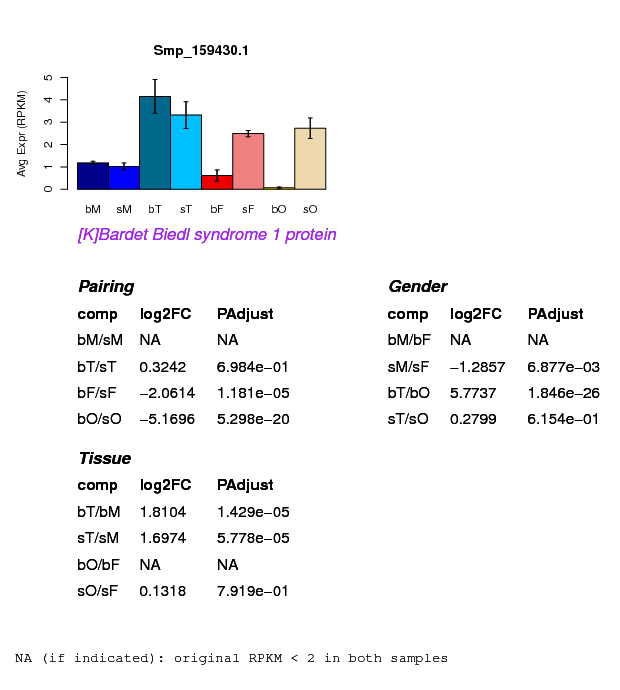 Smp_159430.1
Avg Expr (RPKM)
5
4
3
2
1
0
bM sM bT sT bF sF bO sO
[K]Bardet Biedl syndrome 1 protein
Pairing
comp log2FC PAdjust
bM/sM NA NA
bT/sT 0.3242 6.984e−01
bF/sF −2.0614 1.181e−05
bO/sO −5.1696 5.298e−20
Gender
comp log2FC PAdjust
bM/bF NA NA
sM/sF −1.2857 6.877e−03
bT/bO 5.7737 1.846e−26
sT/sO 0.2799 6.154e−01
Tissue
comp log2FC PAdjust
bT/bM 1.8104 1.429e−05
sT/sM 1.6974 5.778e−05
bO/bF NA NA
sO/sF 0.1318 7.919e−01
NA (if indicated): original RPKM < 2 in both samples